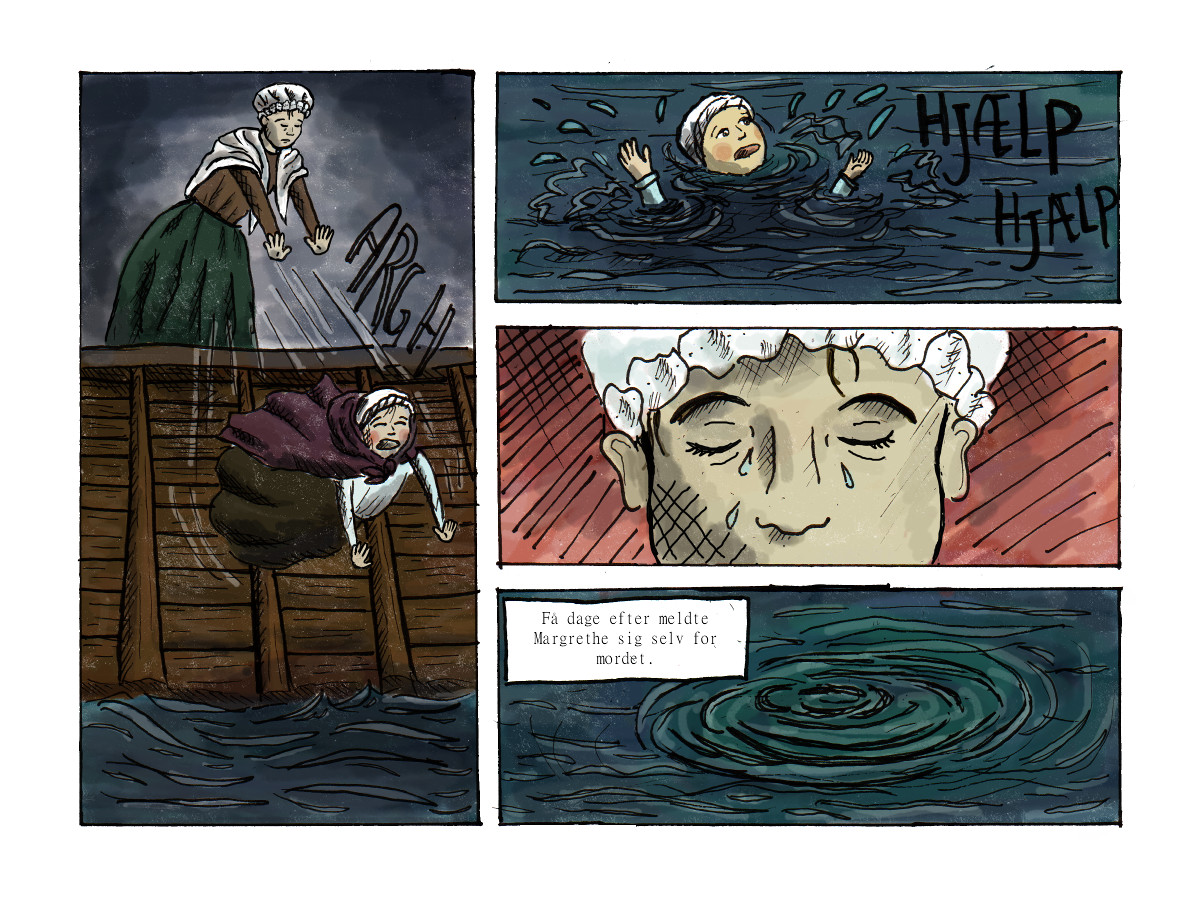 ARGH
HJÆLP
HJÆLP
Få dage efter meldte
Margrethe sig selv for
mordet.